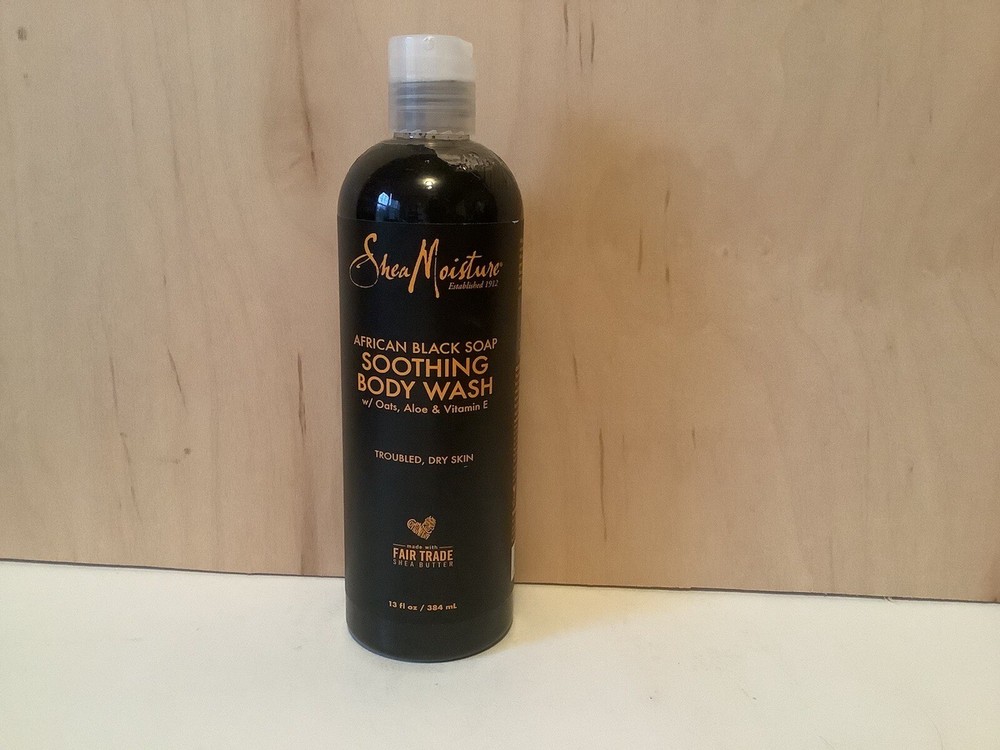 SheaMoisture
Established 1912
AFRICAN BLACK SOAP
SOOTHING
BODY WASH
w/ Oats, Aloe & Vitamin E
TROUBLED, DRY SKIN
made with
FAIR TRADE
SHEA BUTTER
13 fl oz / 384 mL